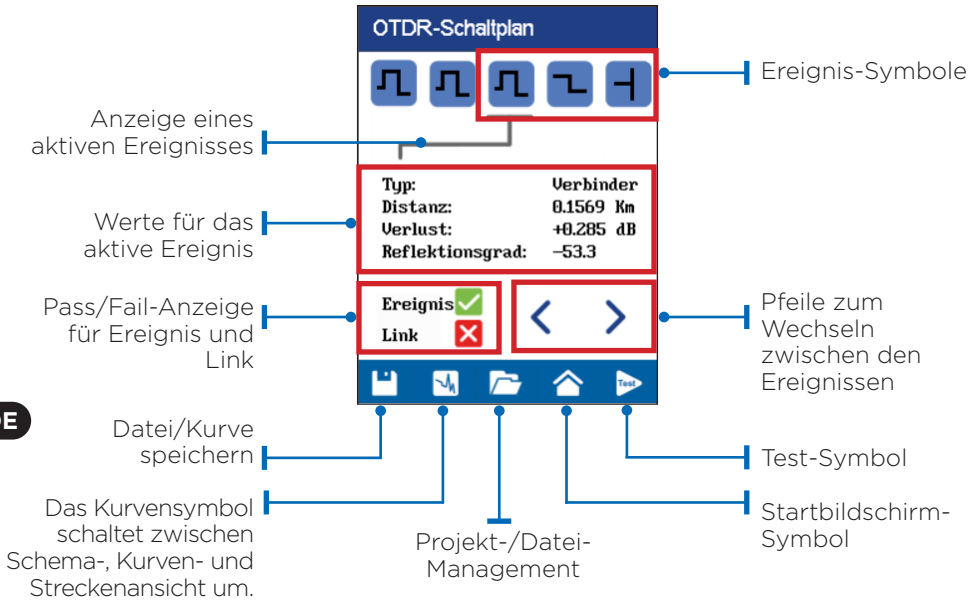 OTDR-Schaltplan
Ereignis-Symbole
Anzeige eines
aktiven Ereignisses
Typ: Verbinder
Distanz: 0.1569 Km
Verlust: +0.285 dB
Reflektionsgrad: -53.3
Werte für das
aktive Ereignis
Ereignis
Link
Pass/Fail-Anzeige
für Ereignis und
Link
Pfeile zum
Wechseln
zwischen den
Ereignissen
Test
DE
Datei/Kurve
speichern
Test-Symbol
Das Kurvensymbol
schaltet zwischen
Schema-, Kurven- und
Streckenansicht um.
Projekt-/Datei-
Management
Startbildschirm-
Symbol